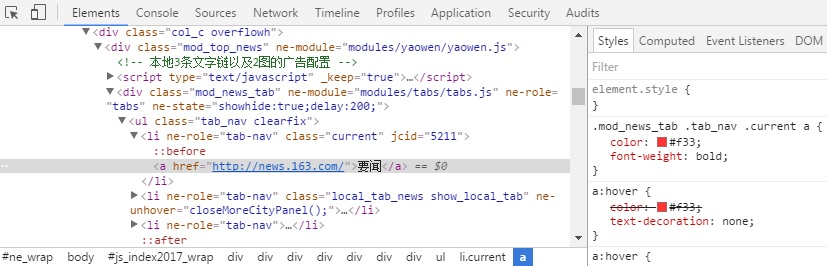 Elements Console Sources Network Timeline Profiles Application Security Audits
<div class="col_c overflowh">
<div class="mod_top_news" ne-module="modules/yaowen/yaowen.js">
<!-- 本地3条文字链以及2图的广告配置 -->
<script type="text/javascript" _keep="true">…</script>
<div class="mod_news_tab" ne-module="modules/tabs/tabs.js" ne-role=
"tabs" ne-state="showhide:true;delay:200;">
<ul class="tab_nav clearfix">
<li ne-role="tab-nav" class="current" jcid="5211">
::before
<a href="http://news.163.com/">要闻</a> == $0
</li>
<li ne-role="tab-nav" class="local_tab_news show_local_tab" ne-
unhover="closeMoreCityPanel();">…</li>
<li ne-role="tab-nav">…</li>
::after
#ne_wrap body #js_index2017_wrap div div div div div div ul li.current a
Styles Computed Event Listeners DOM
Filter
element.style {
}
.mod_news_tab .tab_nav .current a {
color: #f33;
font-weight: bold;
}
a:hover {
color: #f33;
text-decoration: none;
}
a:hover {